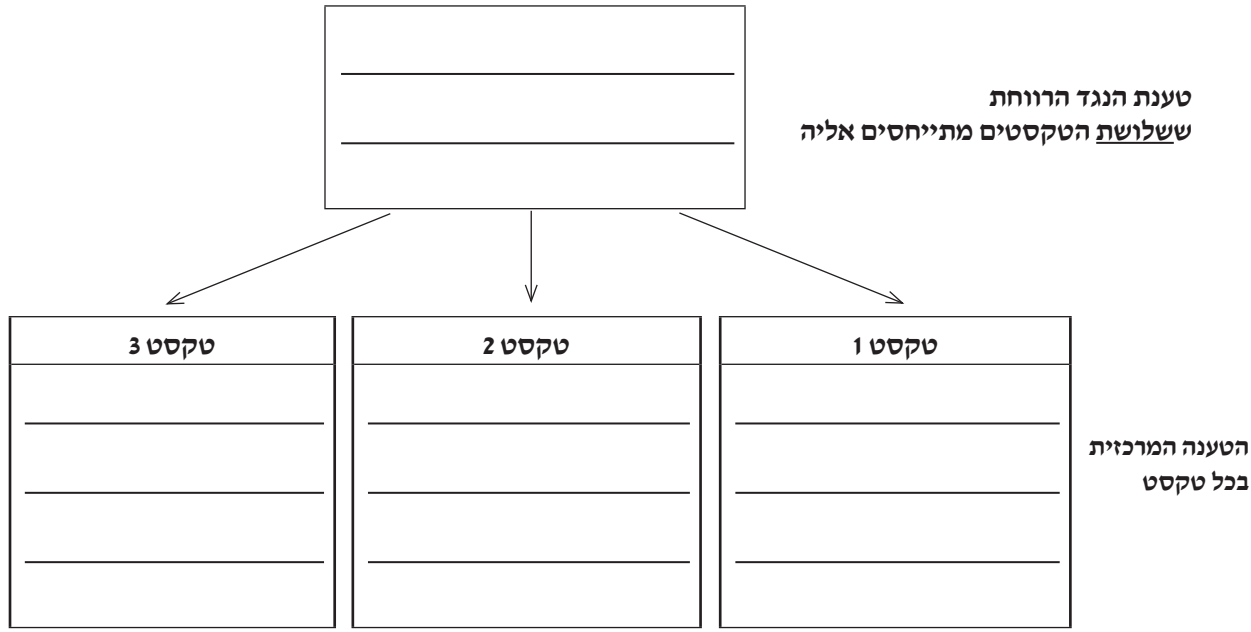 טענת הנגד הרווחת
ששלושת הטקסטים מתייחסים אליה
טקסט 1
טקסט 2
טקסט 3
הטענה המרכזית
בכל טקסט